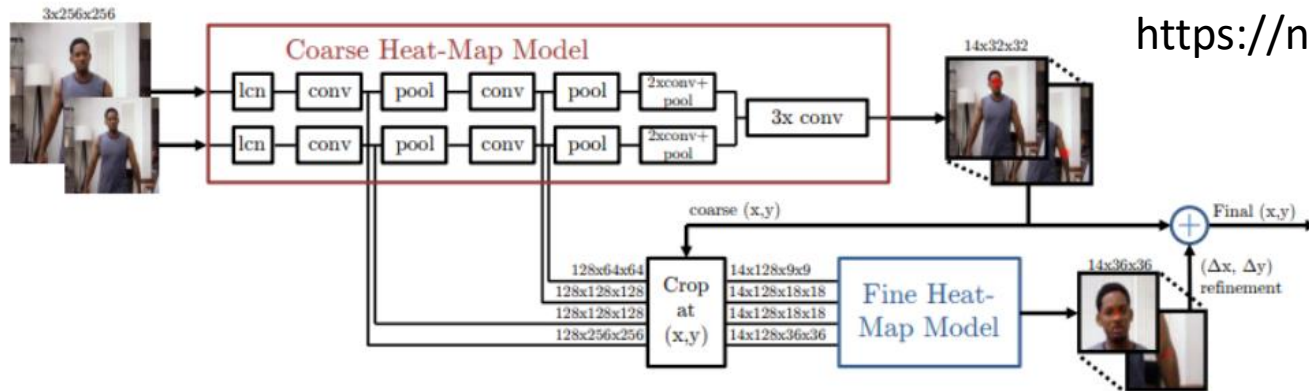 3x256x256
https://n
Coarse Heat-Map Model
14x32x32
lcn conv pool conv pool 2xconv+ pool
3x conv
lcn conv pool conv pool 2xconv+ pool
coarse (x,y)
Final (x,y)
128x64x64
128x128x128
128x128x128
128x256x256
Crop
at
(x,y)
14x128x9x9
14x128x18x18
14x128x18x18
14x128x36x36
Fine Heat-
Map Model
14x36x36
(Δx, Δy)
refinement